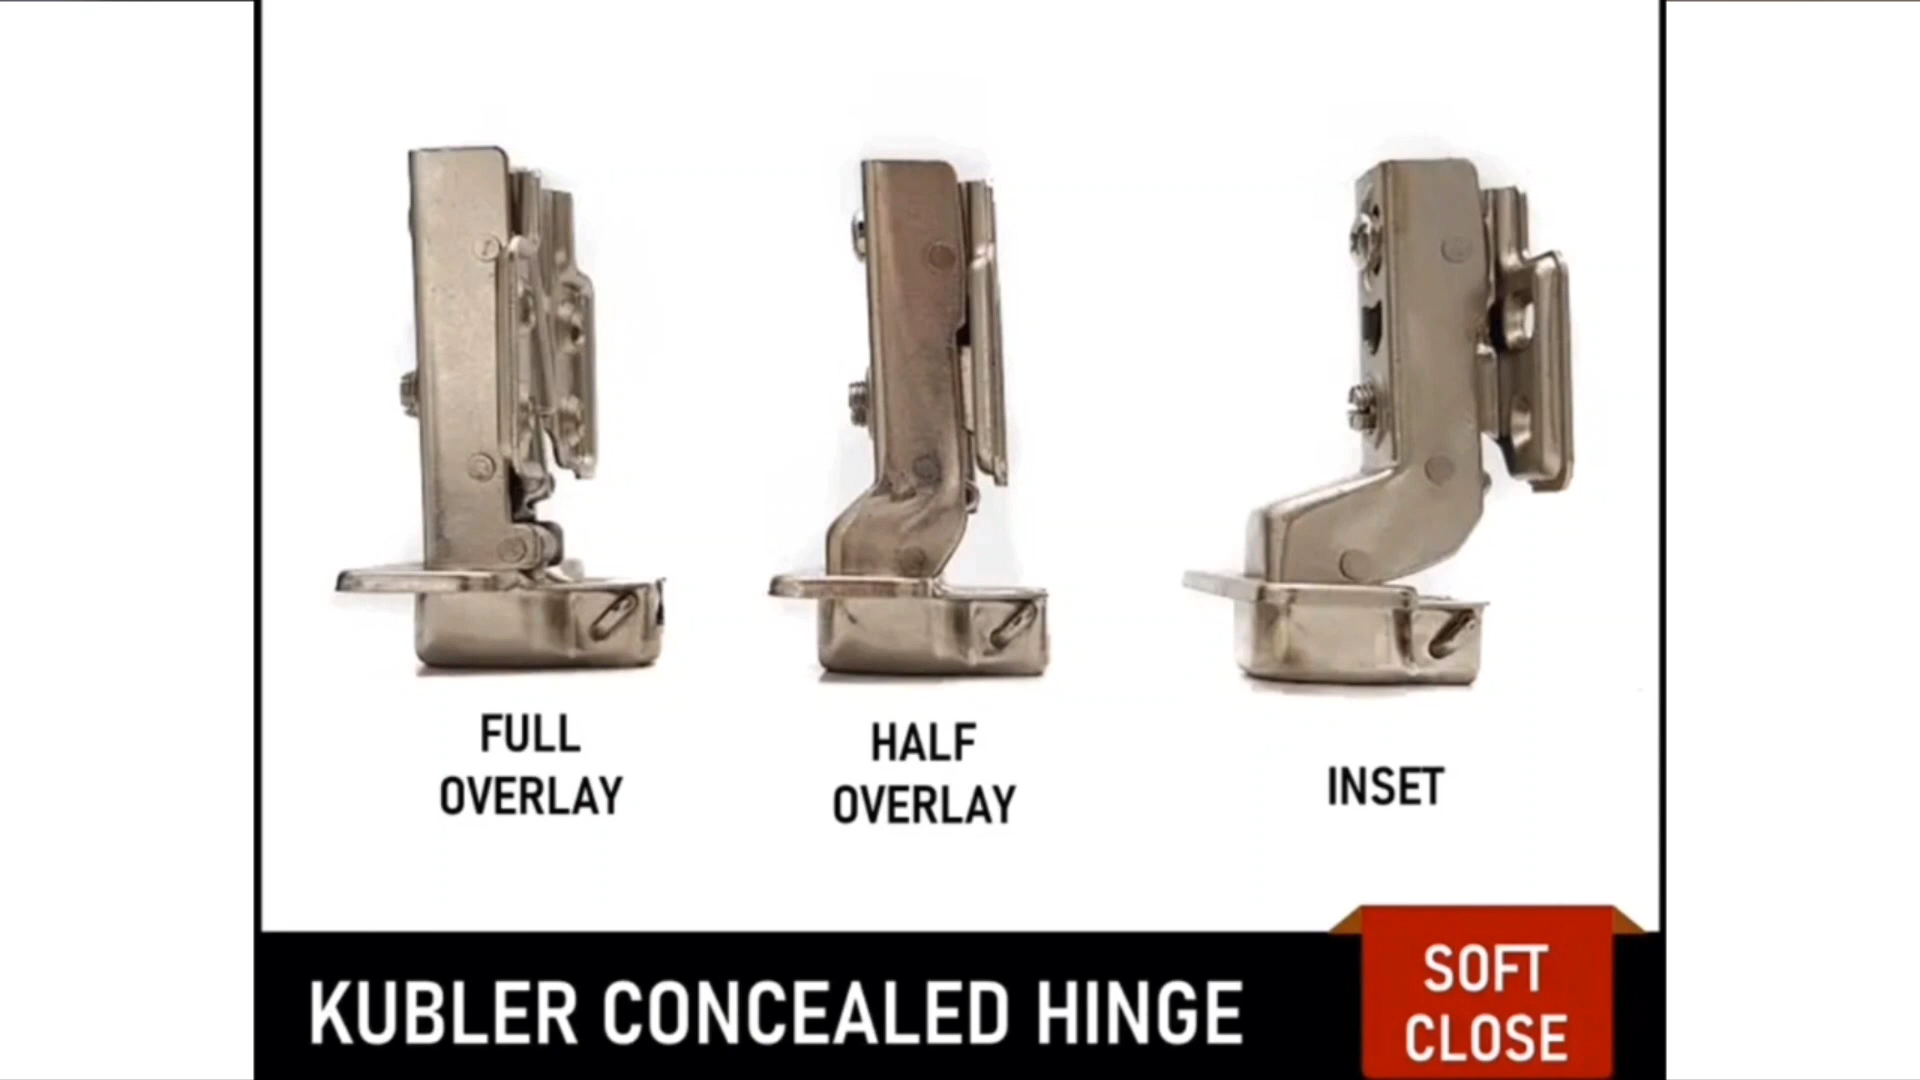 FULL
OVERLAY
HALF
OVERLAY
INSET
KUBLER CONCEALED HINGE
SOFT
CLOSE